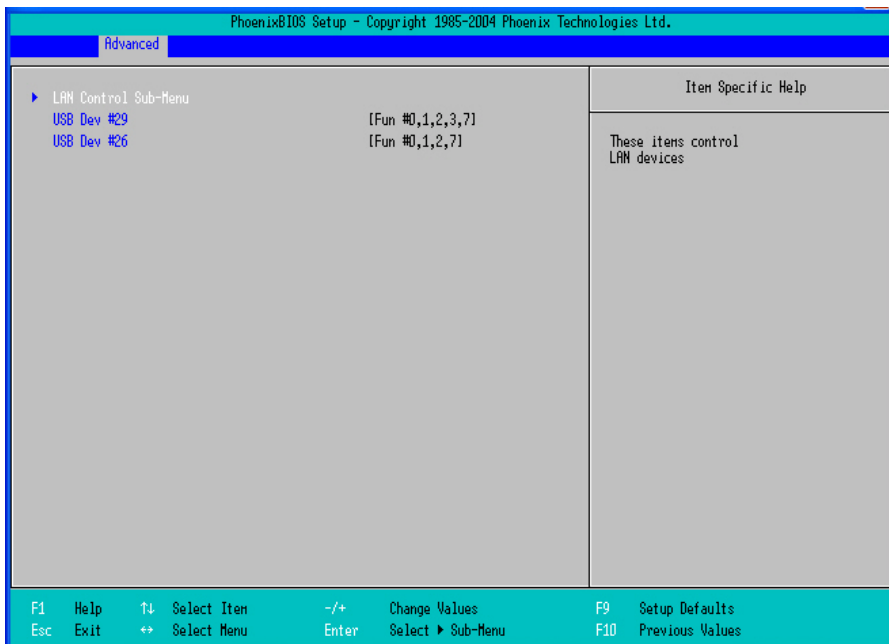 PhoenixBIOS Setup - Copyright 1985-2004 Phoenix Technologies Ltd.
Advanced
▶ LAN Control Sub-Menu
USB Dev #29 [Fun #0,1,2,3,7]
USB Dev #26 [Fun #0,1,2,7]
Item Specific Help
These items control
LAN devices
F1 Help ↑↓ Select Item -/+ Change Values F9 Setup Defaults
Esc Exit ↔ Select Menu Enter Select ▶ Sub-Menu F10 Previous Values